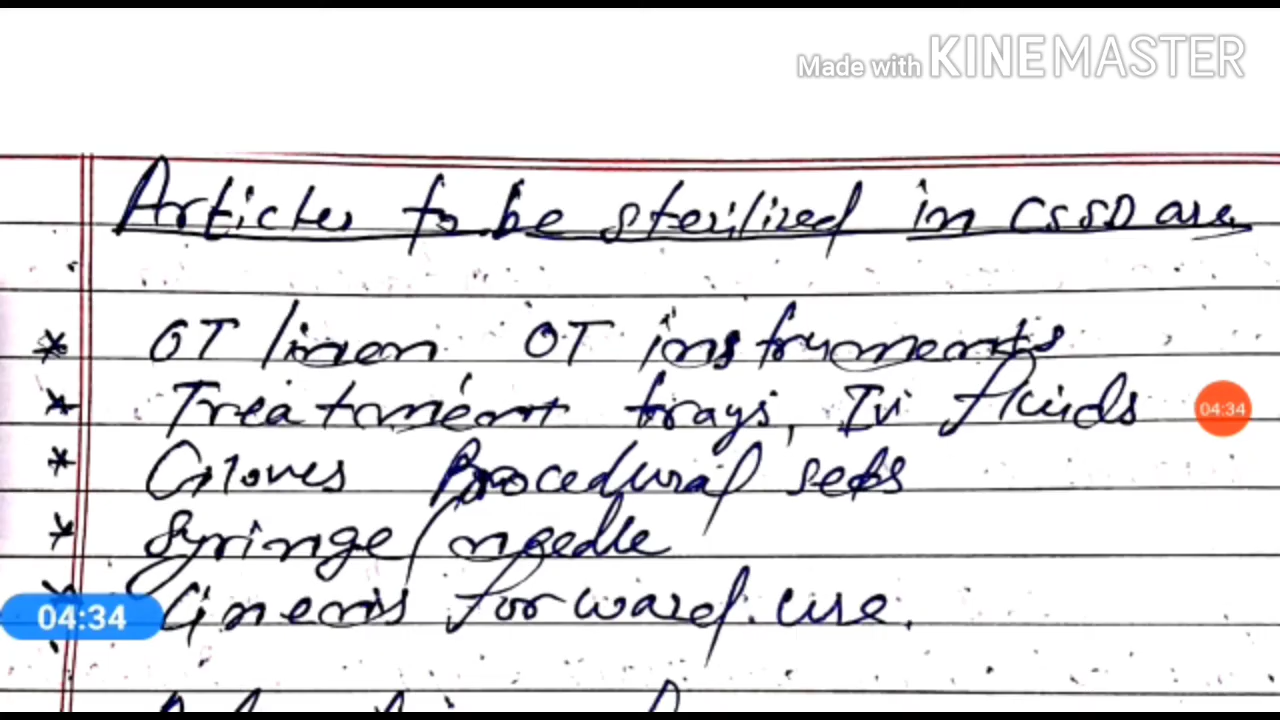 Made with KINEMASTER
Articles to be sterilized in CSSD are
* OT linen OT instruments
* Treatment trays, IV fluids
04:34
* Gloves Procedural sets
* Syringe/needle
04:34
Linens for ward use.